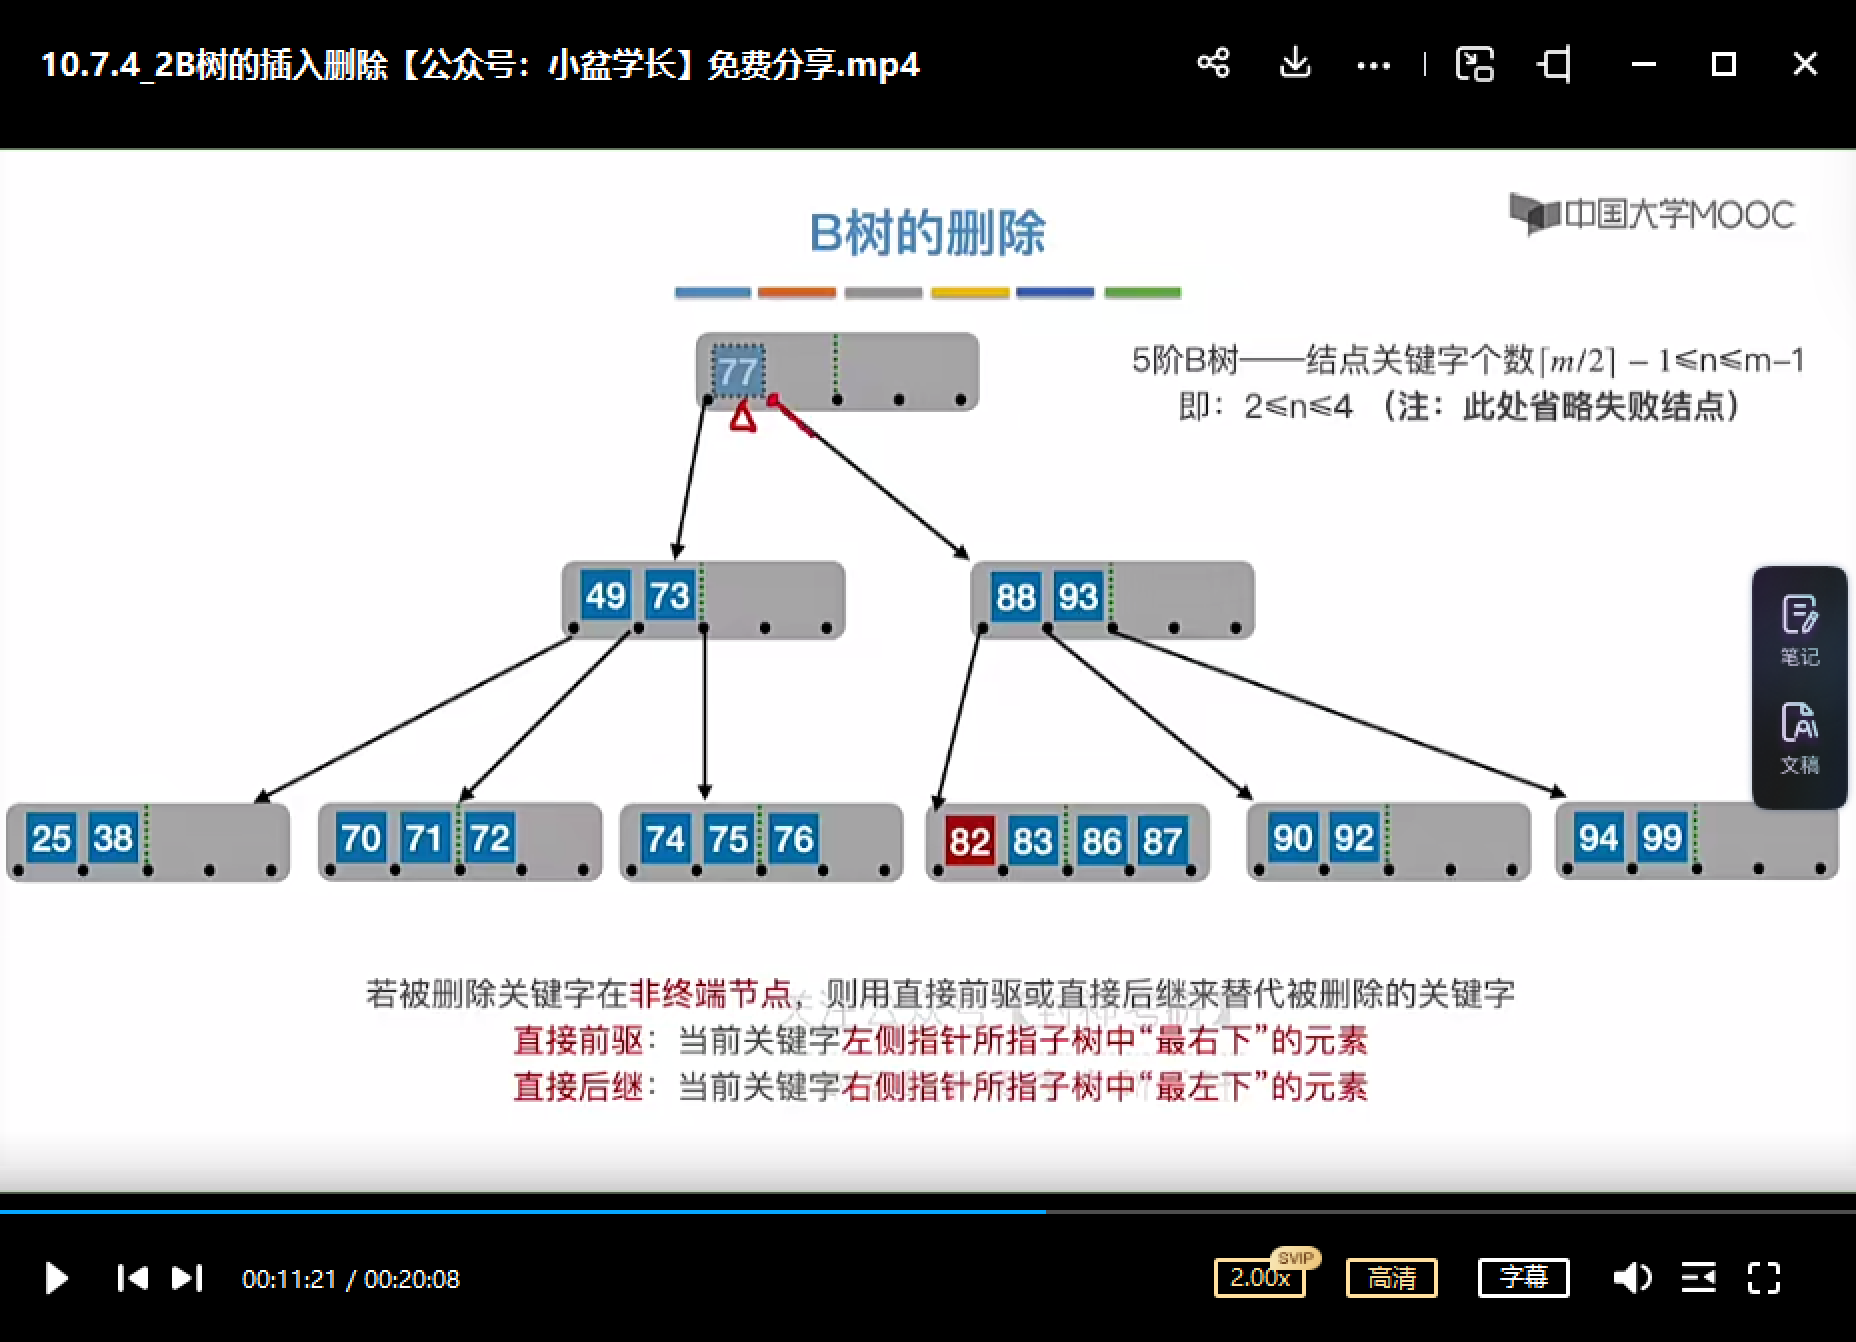 10.7.4_2B树的插入删除【公众号：小盆学长】免费分享.mp4
中国大学MOOC
B树的删除
77
5阶B树——结点关键字个数⌈m/2⌉ − 1≤n≤m−1
即：2≤n≤4 （注：此处省略失败结点）
49 73
88 93
笔记
文稿
25 38
70 71 72
74 75 76
82 83 86 87
90 92
94 99
若被删除关键字在非终端节点，则用直接前驱或直接后继来替代被删除的关键字
直接前驱：当前关键字左侧指针所指子树中“最右下”的元素
直接后继：当前关键字右侧指针所指子树中“最左下”的元素
00:11:21 / 00:20:08
2.00x
SVIP
高清
字幕